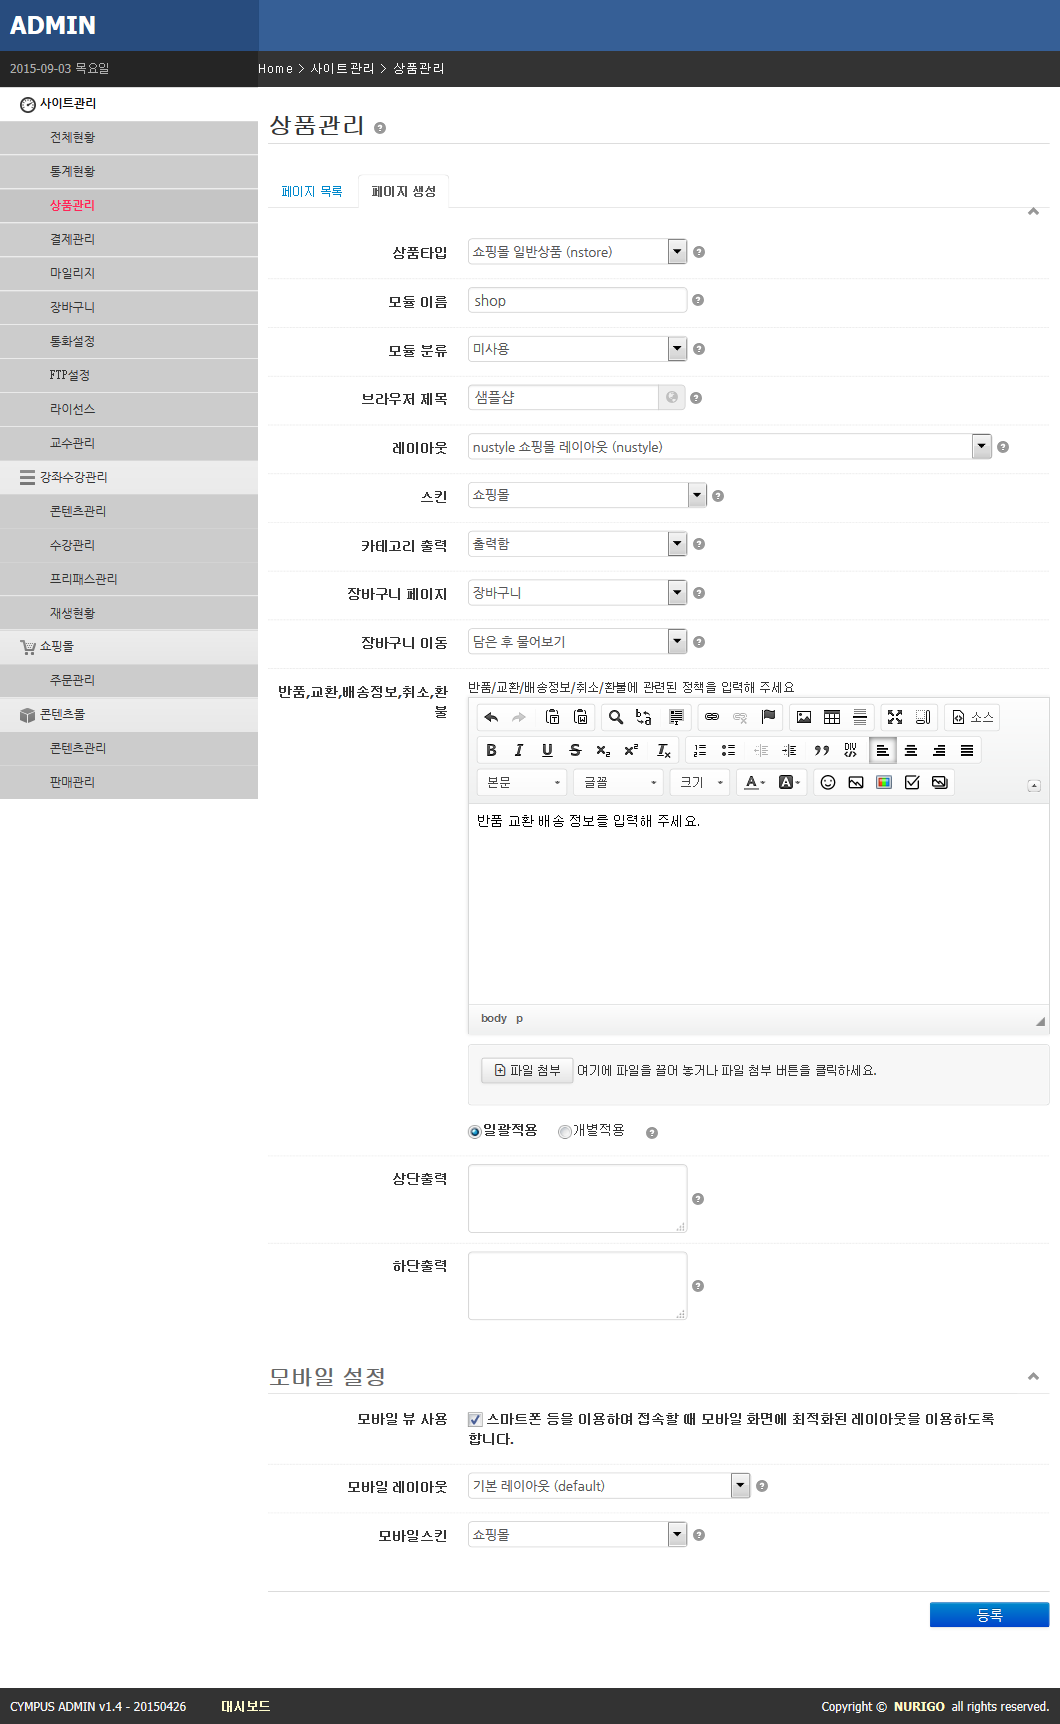 ADMIN
2015-09-03 목요일
Home > 사이트관리 > 상품관리
사이트관리
전체현황
통계현황
상품관리
결제관리
마일리지
장바구니
통화설정
FTP설정
라이선스
교수관리
강좌수강관리
콘텐츠관리
수강관리
프리패스관리
재생현황
쇼핑몰
주문관리
콘텐츠몰
콘텐츠관리
판매관리
상품관리
페이지 목록 페이지 생성
상품타입 쇼핑몰 일반상품 (nstore)
모듈 이름 shop
모듈 분류 미사용
브라우저 제목 샘플샵
레이아웃 nustyle 쇼핑몰 레이아웃 (nustyle)
스킨 쇼핑몰
카테고리 출력 출력함
장바구니 페이지 장바구니
장바구니 이동 담은 후 물어보기
반품,교환,배송정보,취소,환
불
반품/교환/배송정보/취소/환불에 관련된 정책을 입력해 주세요
소스
본문 글꼴 크기
반품 교환 배송 정보를 입력해 주세요.
body p
파일 첨부 여기에 파일을 끌어 놓거나 파일 첨부 버튼을 클릭하세요.
일괄적용 개별적용
상단출력
하단출력
모바일 설정
모바일 뷰 사용 스마트폰 등을 이용하여 접속할 때 모바일 화면에 최적화된 레이아웃을 이용하도록
합니다.
모바일 레이아웃 기본 레이아웃 (default)
모바일스킨 쇼핑몰
등록
CYMPUS ADMIN v1.4 - 20150426 대시보드 Copyright © NURIGO all rights reserved.